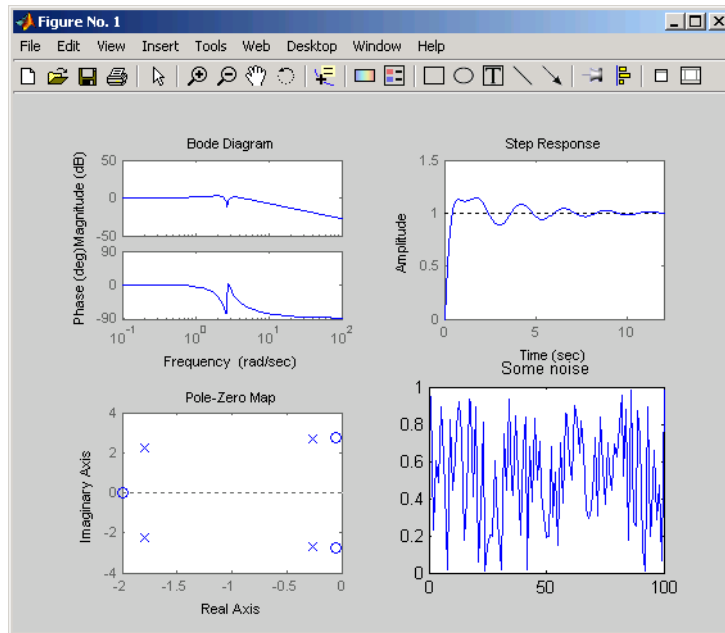 Figure No. 1
File Edit View Insert Tools Web Desktop Window Help
T
Bode Diagram
Magnitude (dB)
50
0
-50
Phase (deg)
90
0
-90
10^-1 10^0 10^1 10^2
Frequency (rad/sec)
Step Response
Amplitude
1.5
1
0.5
0
0 5 10
Time (sec)
Pole-Zero Map
Imaginary Axis
4
2
0
-2
-4
-2 -1.5 -1 -0.5 0
Real Axis
Some noise
1
0.8
0.6
0.4
0.2
0
0 50 100